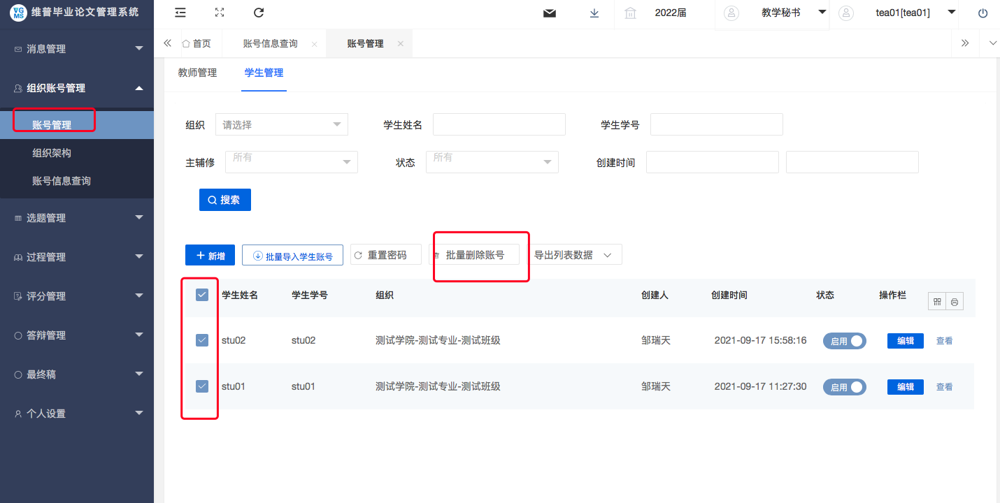 VG
MS
维普毕业论文管理系统
2022届
教学秘书
tea01[tea01]
首页
账号信息查询
账号管理
消息管理
组织账号管理
账号管理
组织架构
账号信息查询
选题管理
过程管理
评分管理
答辩管理
最终稿
个人设置
教师管理
学生管理
组织 请选择 学生姓名 学生学号
主辅修 所有 状态 所有 创建时间
搜索
新增 批量导入学生账号 重置密码 批量删除账号 导出列表数据
学生姓名 学生学号 组织 创建人 创建时间 状态 操作栏
stu02 stu02 测试学院-测试专业-测试班级 邹瑞天 2021-09-17 15:58:16 启用 编辑 查看
stu01 stu01 测试学院-测试专业-测试班级 邹瑞天 2021-09-17 11:27:30 启用 编辑 查看